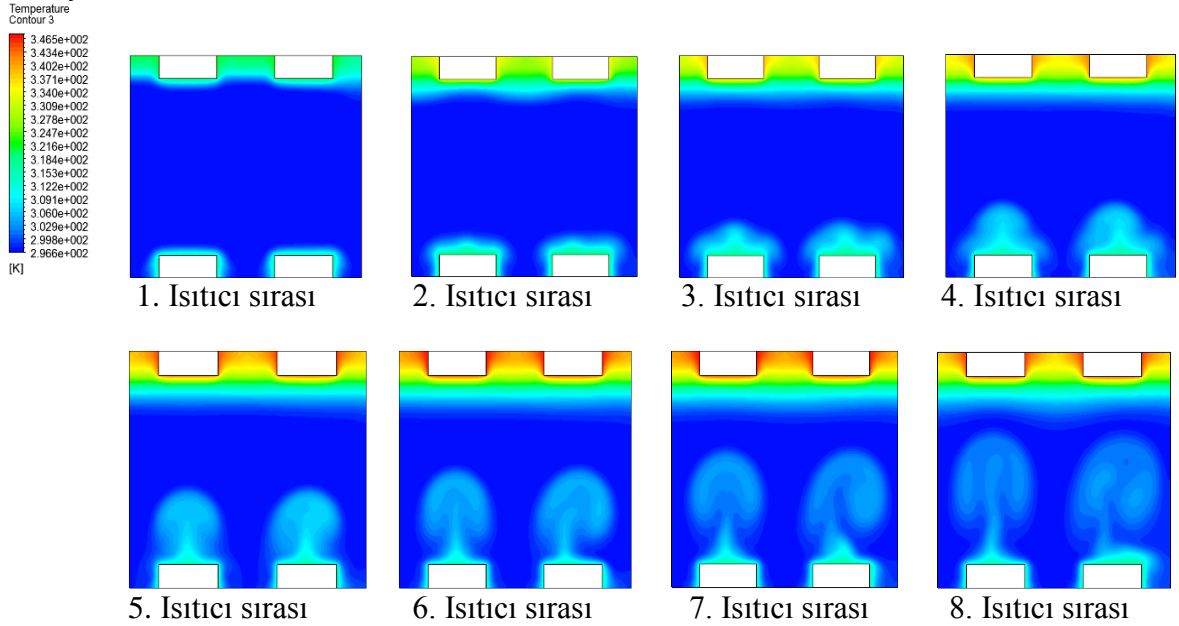 Temperature
Contour 3
3.465e+002
3.434e+002
3.402e+002
3.371e+002
3.340e+002
3.309e+002
3.278e+002
3.247e+002
3.216e+002
3.184e+002
3.153e+002
3.122e+002
3.091e+002
3.060e+002
3.029e+002
2.998e+002
2.966e+002
[K]
1. Isıtıcı sırası
2. Isıtıcı sırası
3. Isıtıcı sırası
4. Isıtıcı sırası
5. Isıtıcı sırası
6. Isıtıcı sırası
7. Isıtıcı sırası
8. Isıtıcı sırası